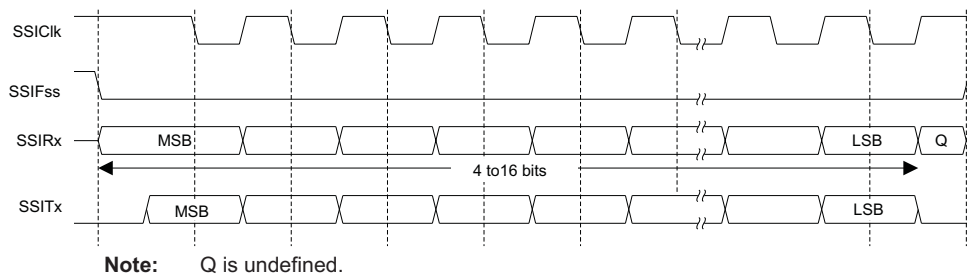 SSIClk
SSIFss
SSIRx
MSB
LSB
Q
4 to16 bits
SSITx
MSB
LSB
Note: Q is undefined.